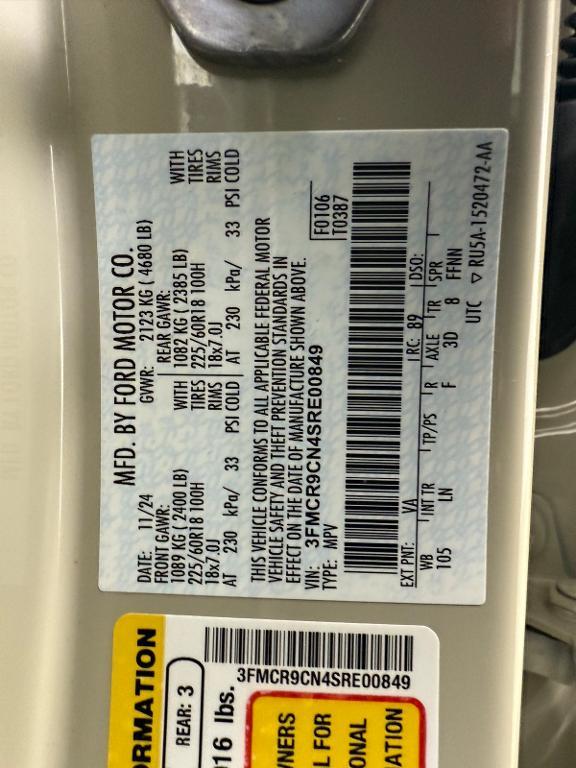 MFD. BY FORD MOTOR CO.
DATE: 11/24 GVWR: 2123 KG ( 4680 LB)
FRONT GAWR: REAR GAWR:
1089 KG ( 2400 LB) WITH 1082 KG ( 2385 LB) WITH
225/60R18 100H TIRES 225/60R18 100H TIRES
18x7.0J RIMS 18x7.0J RIMS
AT 230 kPa/ 33 PSI COLD AT 230 kPa/ 33 PSI COLD
THIS VEHICLE CONFORMS TO ALL APPLICABLE FEDERAL MOTOR
VEHICLE SAFETY AND THEFT PREVENTION STANDARDS IN
EFFECT ON THE DATE OF MANUFACTURE SHOWN ABOVE.
VIN: 3FMCR9CN4SRE00849 F0106
TYPE: MPV T0387
EXT PNT: VA RC: 89 DSO:
WB INT TR TP/PS R AXLE TR SPR
105 LN F 3D 8 FFNN
UTC ▽ RU5A-1520472-AA
ORMATION
REAR: 3
3FMCR9CN4SRE00849
916 lbs.
WNERS
L FOR
ONAL
ATION